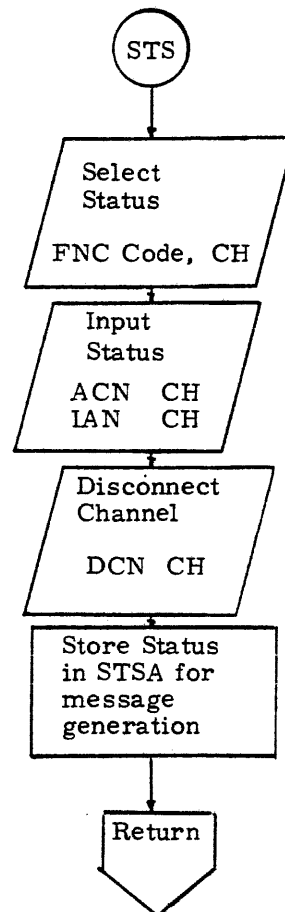 STS
Select
Status
FNC Code, CH
Input
Status
ACN CH
IAN CH
Disconnect
Channel
DCN CH
Store Status
in STSA for
message
generation
Return